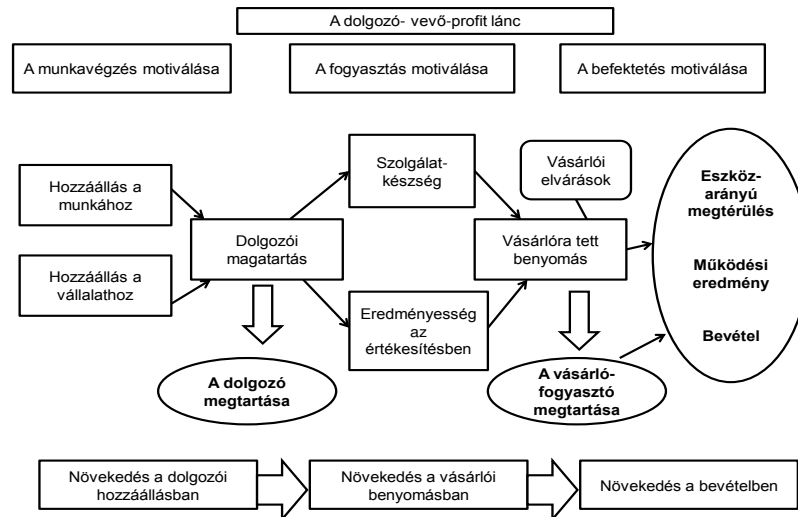 A dolgozó- vevő-profit lánc
A munkavégzés motiválása
A fogyasztás motiválása
A befektetés motiválása
Hozzáállás a
munkához
Hozzáállás a
vállalathoz
Dolgozói
magatartás
Szolgálat-
készség
Eredményesség
az
értékesítésben
Vásárlói
elvárások
Vásárlóra tett
benyomás
Eszköz-
arányú
megtérülés
Működési
eredmény
Bevétel
A dolgozó
megtartása
A vásárló-
fogyasztó
megtartása
Növekedés a dolgozói
hozzáállásban
Növekedés a vásárlói
benyomásban
Növekedés a bevételben